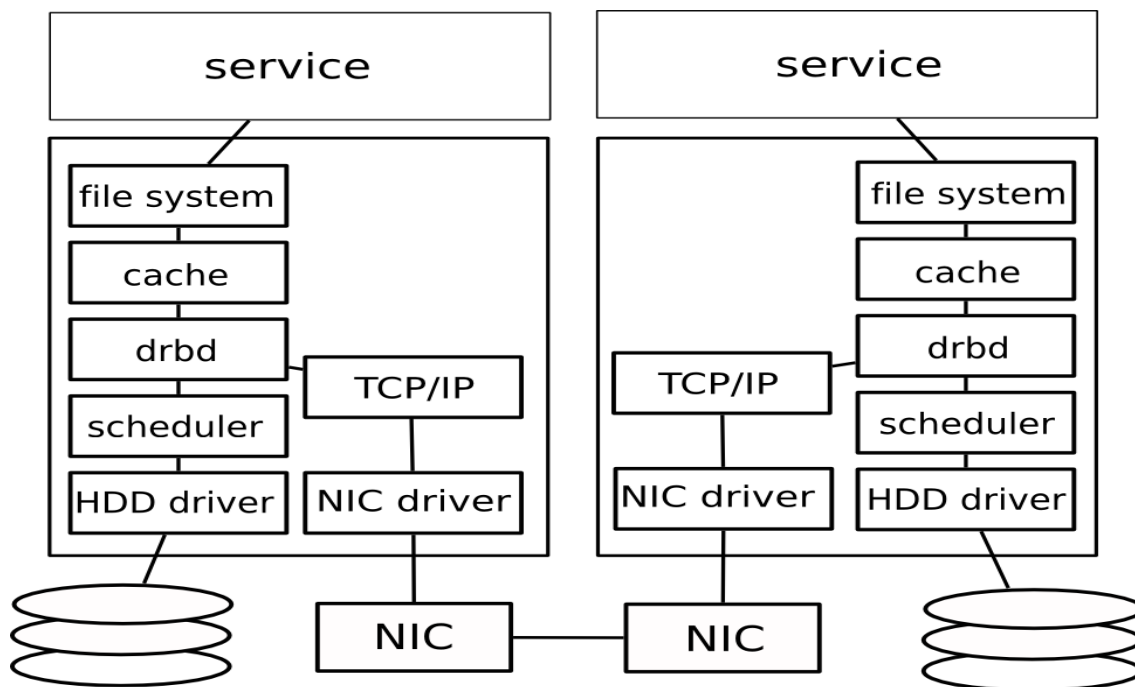 service
file system
cache
drbd
TCP/IP
scheduler
HDD driver
NIC driver
NIC
service
file system
cache
drbd
TCP/IP
scheduler
NIC driver
HDD driver
NIC